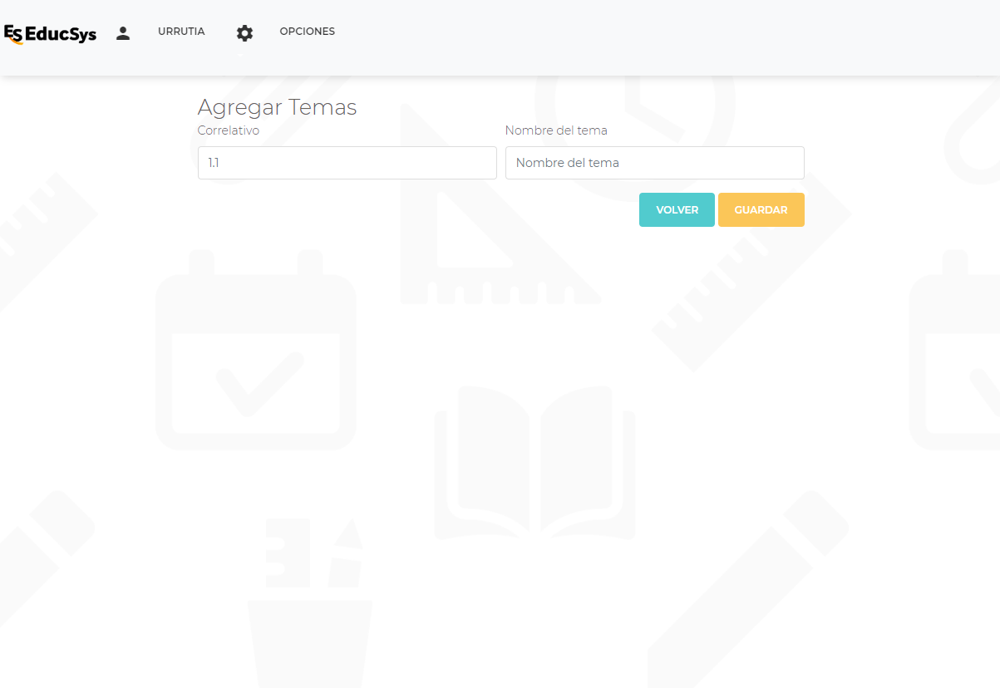 ES EducSys URRUTIA OPCIONES
Agregar Temas
Correlativo Nombre del tema
1.1 Nombre del tema
VOLVER GUARDAR